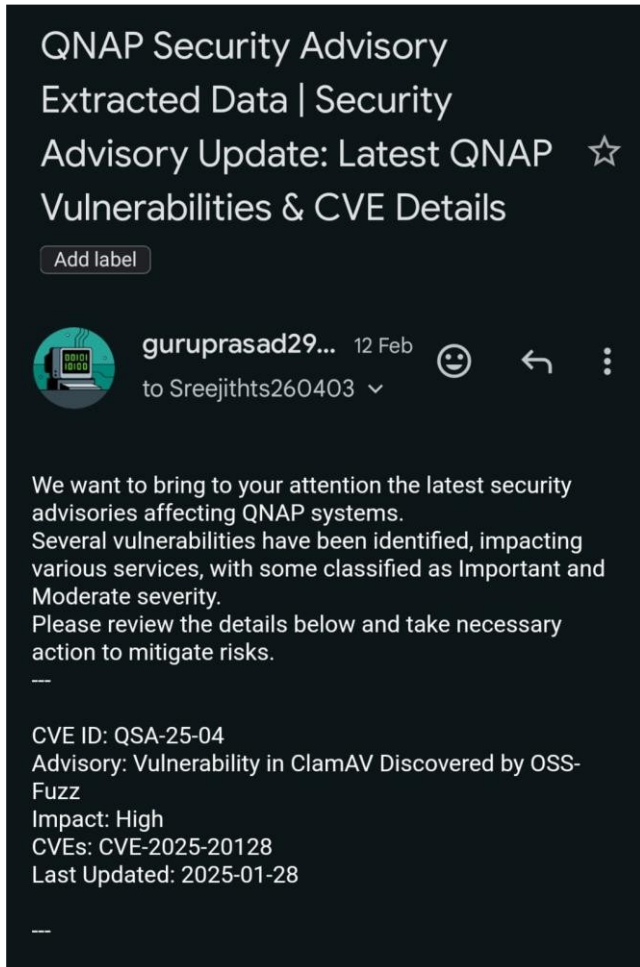 QNAP Security Advisory
Extracted Data | Security
Advisory Update: Latest QNAP
Vulnerabilities & CVE Details
Add label
00101
10100
guruprasad29... 12 Feb
to Sreejithts260403
We want to bring to your attention the latest security
advisories affecting QNAP systems.
Several vulnerabilities have been identified, impacting
various services, with some classified as Important and
Moderate severity.
Please review the details below and take necessary
action to mitigate risks.
---
CVE ID: QSA-25-04
Advisory: Vulnerability in ClamAV Discovered by OSS-
Fuzz
Impact: High
CVEs: CVE-2025-20128
Last Updated: 2025-01-28
---